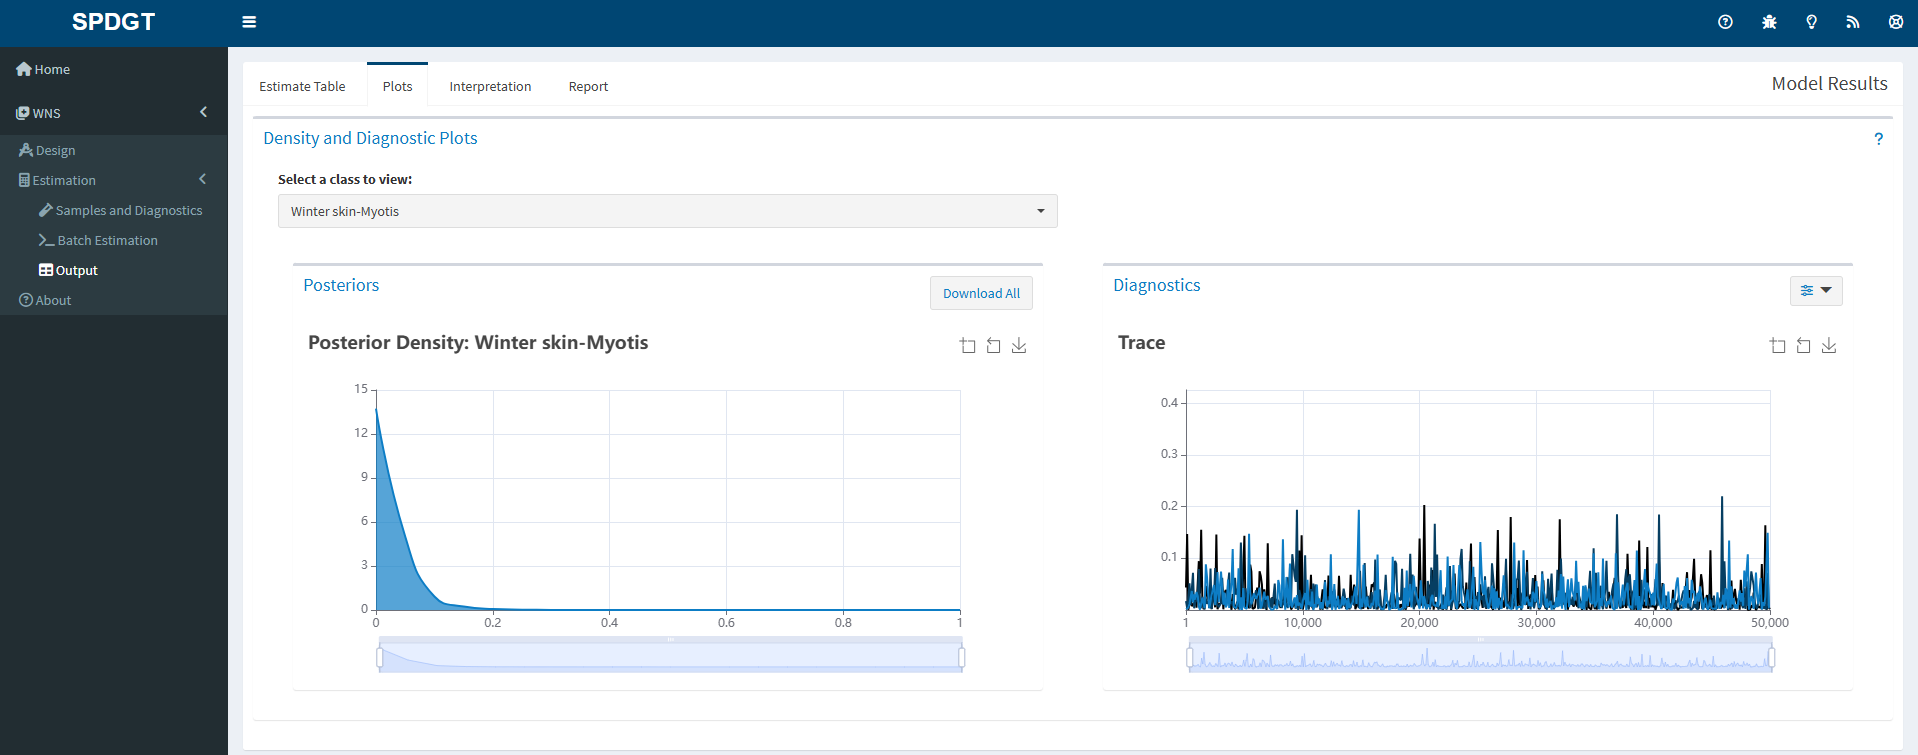 SPDGT
Home
WNS
Design
Estimation
Samples and Diagnostics
Batch Estimation
Output
About
Estimate Table
Plots
Interpretation
Report
Model Results
Density and Diagnostic Plots
?
Select a class to view:
Winter skin-Myotis
Posteriors
Download All
Posterior Density: Winter skin-Myotis
15
12
9
6
3
0
0 0.2 0.4 0.6 0.8 1
Diagnostics
Trace
0.4
0.3
0.2
0.1
1 10,000 20,000 30,000 40,000 50,000